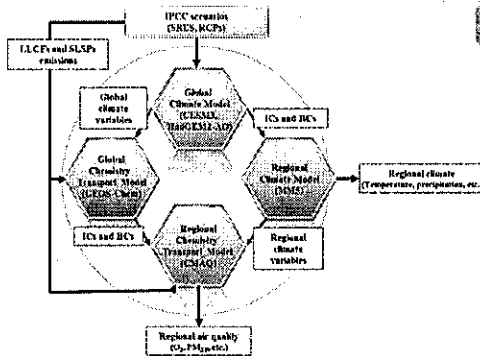 IPCC scenarios
(SRES, RCPs)
LLCFs and SLSPs
emissions
Global
climate
variables
Global
Climate Model
(CESM3,
HadGEM2-AO)
ICs and BCs
Global
Chemistry
Transport Model
(GEOS-Chem)
Regional
Climate Model
(MM5)
Regional climate
(Temperature, precipitation, etc.
ICs and BCs
Regional
Chemistry
Transport Model
(CMAQ)
Regional
climate
variables
Regional air quality
(O3, PM2.5, etc.)